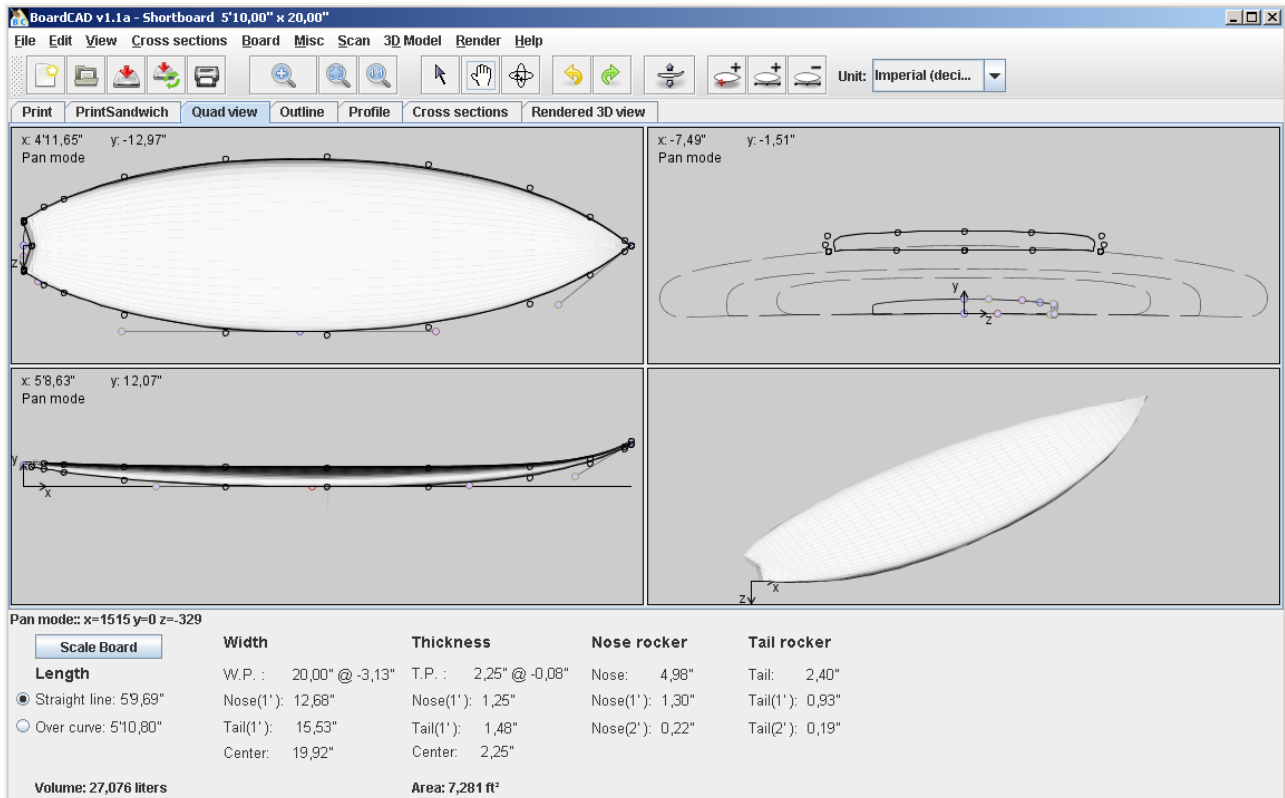 BoardCAD v1.1a - Shortboard 5'10,00" x 20,00"
File Edit View Cross sections Board Misc Scan 3D Model Render Help
Unit: Imperial (deci...
Print PrintSandwich Quad view Outline Profile Cross sections Rendered 3D view
x: 4'11,65" y: -12,97"
Pan mode
z
x: -7,49" y: -1,51"
Pan mode
y
z
x: 5'8,63" y: 12,07"
Pan mode
y
x
x
z
Pan mode:: x=1515 y=0 z=-329
Scale Board Width Thickness Nose rocker Tail rocker
Length W.P. : 20,00" @ -3,13" T.P. : 2,25" @ -0,08" Nose: 4,98" Tail: 2,40"
Straight line: 5'9,69" Nose(1'): 12,68" Nose(1'): 1,25" Nose(1'): 1,30" Tail(1'): 0,93"
Over curve: 5'10,80" Tail(1'): 15,53" Tail(1'): 1,48" Nose(2'): 0,22" Tail(2'): 0,19"
Center: 19,92" Center: 2,25"
Volume: 27,076 liters Area: 7,281 ft²